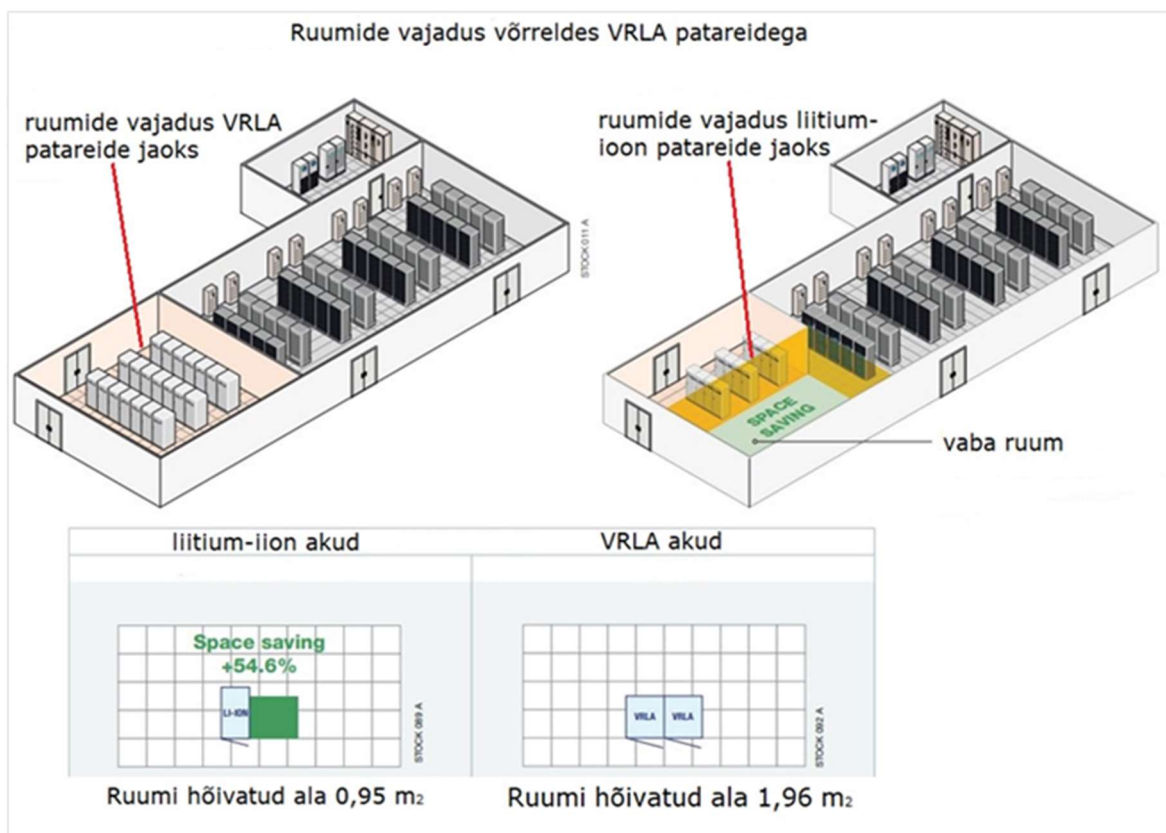 Ruumide vajadus võrreldes VRLA patareidega
ruumide vajadus VRLA
patareide jaoks
STOCK 011 A
ruumide vajadus liitium-
ioon patareide jaoks
SPACE
SAVING
vaba ruum
liitium-iion akud
VRLA akud
Space saving
+54.6%
LI-ION
STOCK 089 A
VRLA
VRLA
STOCK 092 A
Ruumi hõivatud ala 0,95 m₂
Ruumi hõivatud ala 1,96 m₂